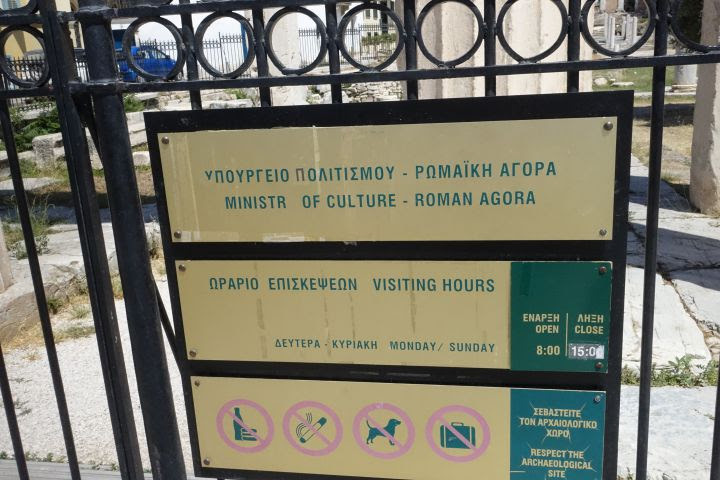 ΥΠΟΥΡΓΕΙΟ ΠΟΛΙΤΙΣΜΟΥ - ΡΩΜΑΪΚΗ ΑΓΟΡΑ
MINISTR OF CULTURE - ROMAN AGORA
ΩΡΑΡΙΟ ΕΠΙΣΚΕΨΕΩΝ VISITING HOURS
ΔΕΥΤΕΡΑ - ΚΥΡΙΑΚΗ MONDAY/ SUNDAY
ΕΝΑΡΞΗ ΛΗΞΗ
OPEN CLOSE
8:00 15:00
ΣΕΒΑΣΤΕΙΤΕ
ΤΟΝ ΑΡΧΑΙΟΛΟΓΙΚΟ
ΧΩΡΟ
RESPECT THE
ARCHAEOLOGICAL
SITE